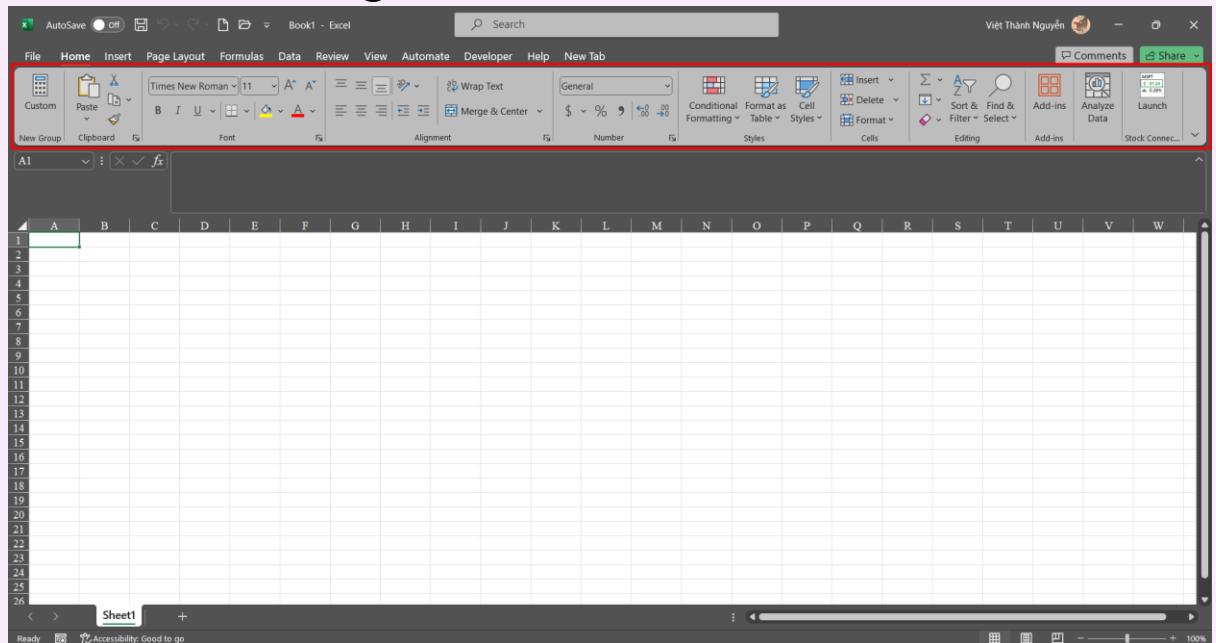 AutoSave Off Book1 - Excel Search Việt Thành Nguyễn
File Home Insert Page Layout Formulas Data Review View Automate Developer Help New Tab Comments Share
Custom
New Group
Paste
Clipboard
Times New Roman 11 A^ A˅
B I U A
Font
Wrap Text
Merge & Center
Alignment
General
$ % 9
Number
Conditional Formatting
Format as Table
Cell Styles
Styles
Insert
Delete
Format
Cells
Sort & Filter
Find & Select
Editing
Add-ins
Add-ins
Analyze Data
Launch
Stock Connec...
A1 fx
A B C D E F G H I J K L M N O P Q R S T U V W
1
2
3
4
5
6
7
8
9
10
11
12
13
14
15
16
17
18
19
20
21
22
23
24
25
26
Sheet1 +
Ready Accessibility: Good to go 100%